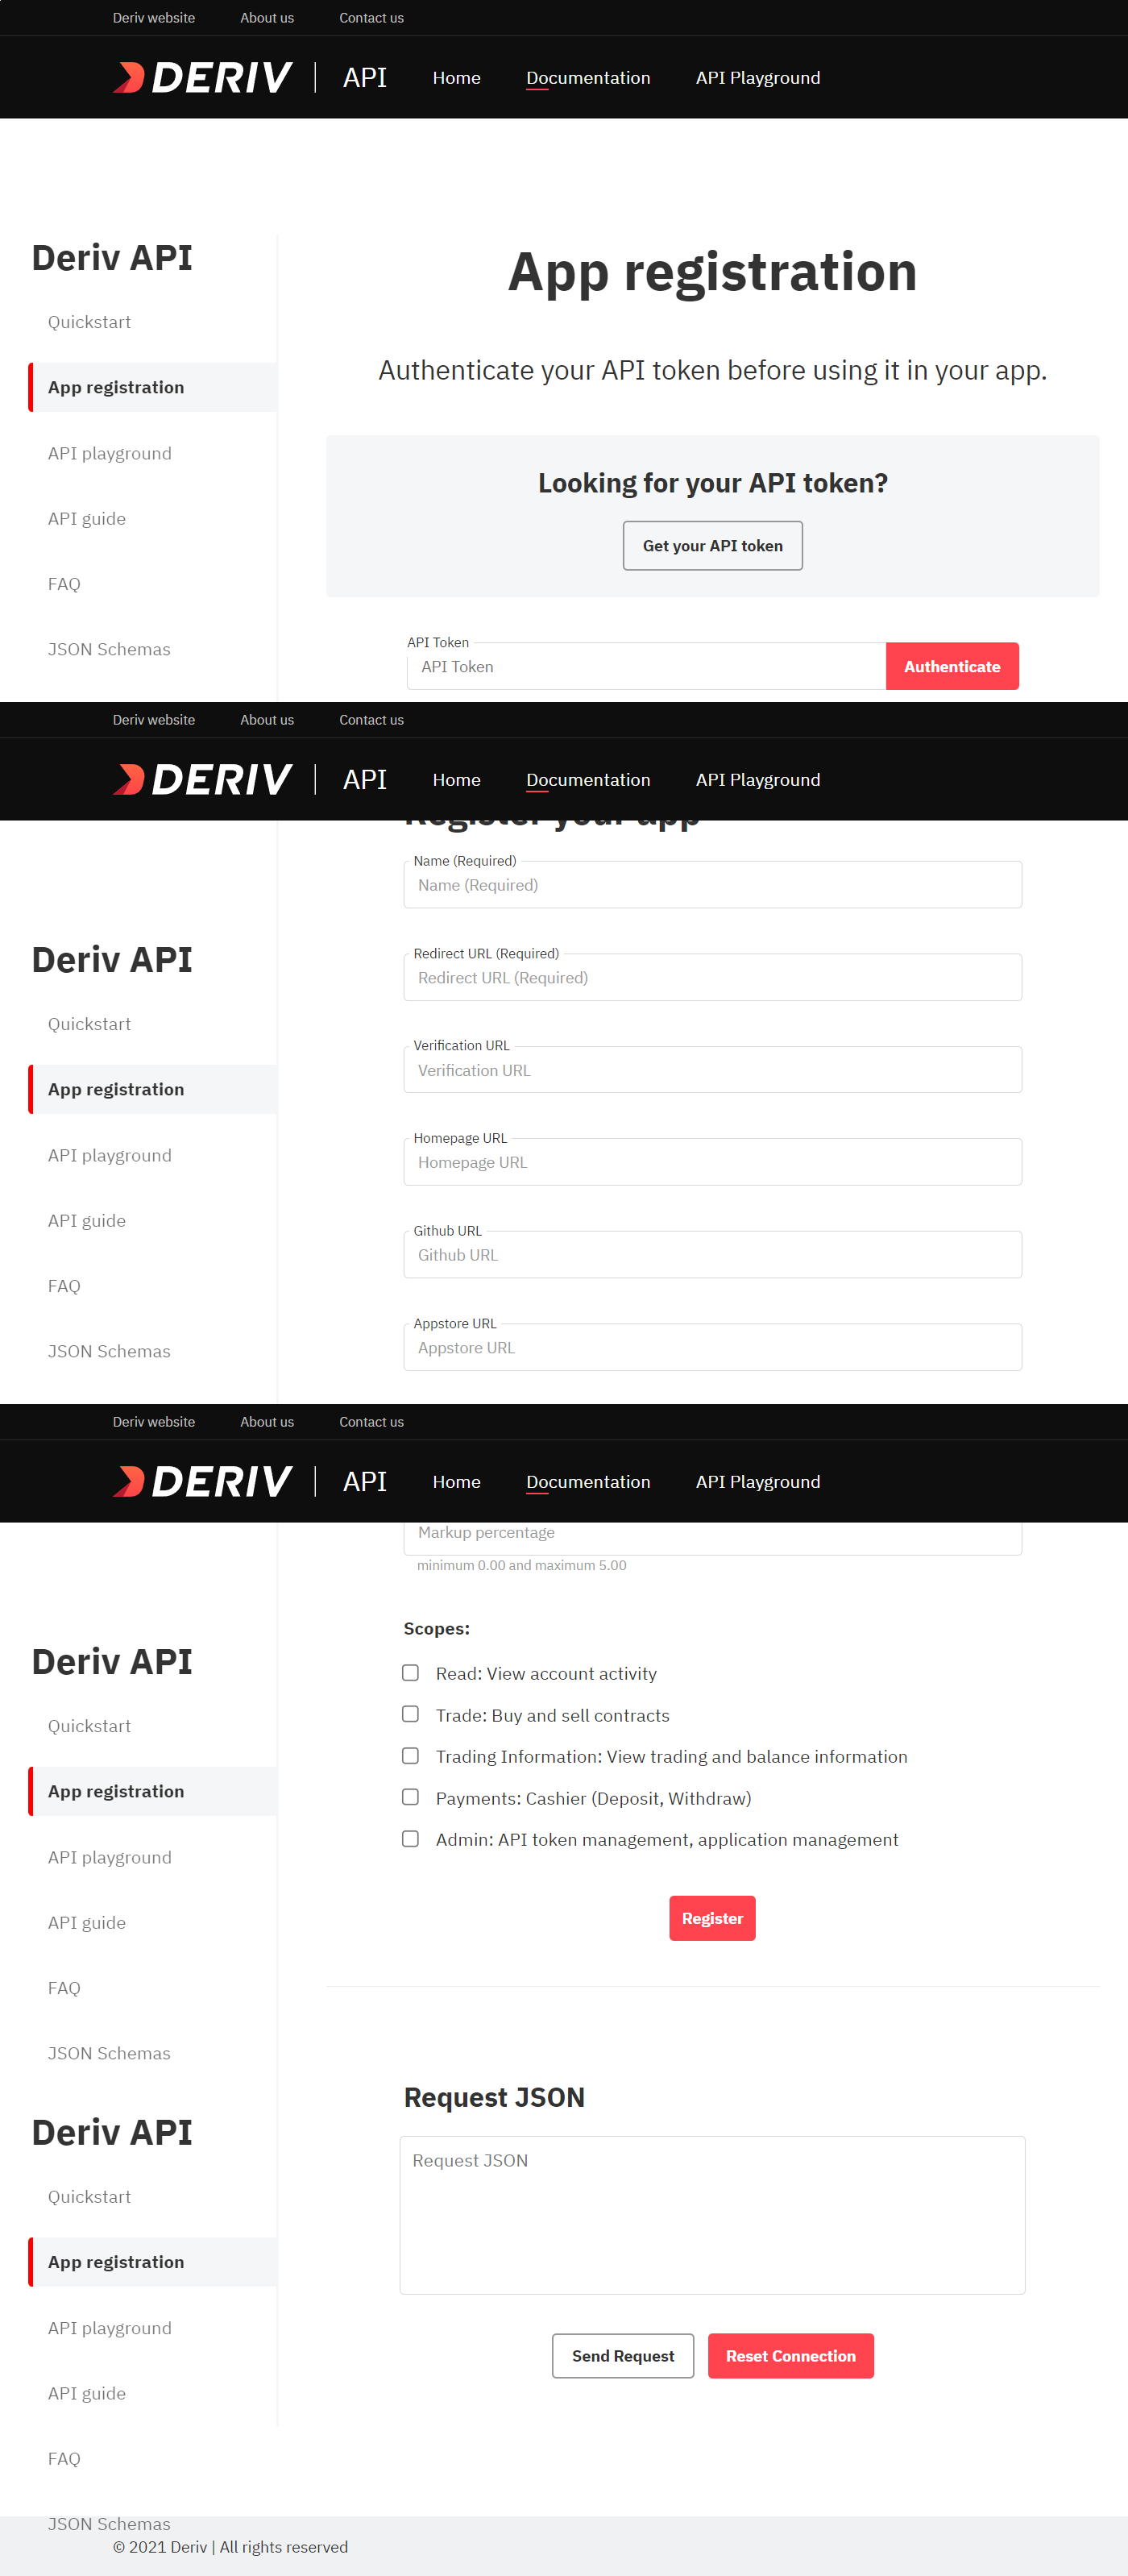 Deriv website About us Contact us
DERIV API Home Documentation API Playground
Deriv API
Quickstart
App registration
API playground
API guide
FAQ
JSON Schemas
App registration
Authenticate your API token before using it in your app.
Looking for your API token?
Get your API token
API Token
API Token Authenticate
Deriv website About us Contact us
DERIV API Home Documentation API Playground
Deriv API
Quickstart
App registration
API playground
API guide
FAQ
JSON Schemas
Register your app
Name (Required)
Name (Required)
Redirect URL (Required)
Redirect URL (Required)
Verification URL
Verification URL
Homepage URL
Homepage URL
Github URL
Github URL
Appstore URL
Appstore URL
Deriv website About us Contact us
DERIV API Home Documentation API Playground
Deriv API
Quickstart
App registration
API playground
API guide
FAQ
JSON Schemas
Markup percentage
minimum 0.00 and maximum 5.00
Scopes:
Read: View account activity
Trade: Buy and sell contracts
Trading Information: View trading and balance information
Payments: Cashier (Deposit, Withdraw)
Admin: API token management, application management
Register
Deriv API
Quickstart
App registration
API playground
API guide
FAQ
JSON Schemas
Request JSON
Request JSON
Send Request Reset Connection
© 2021 Deriv | All rights reserved